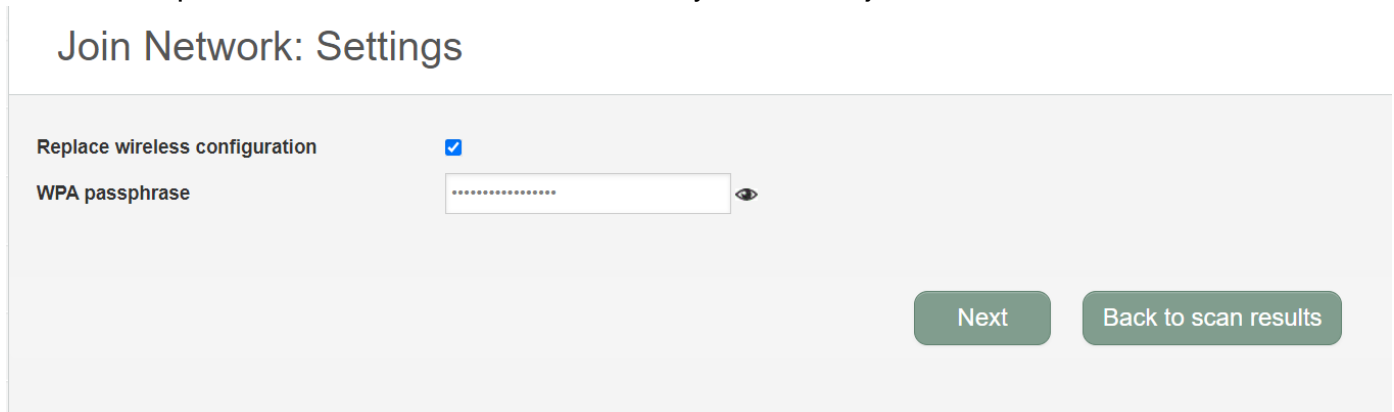 Join Network: Settings
Replace wireless configuration
WPA passphrase
•••••••••••••••••
Next
Back to scan results